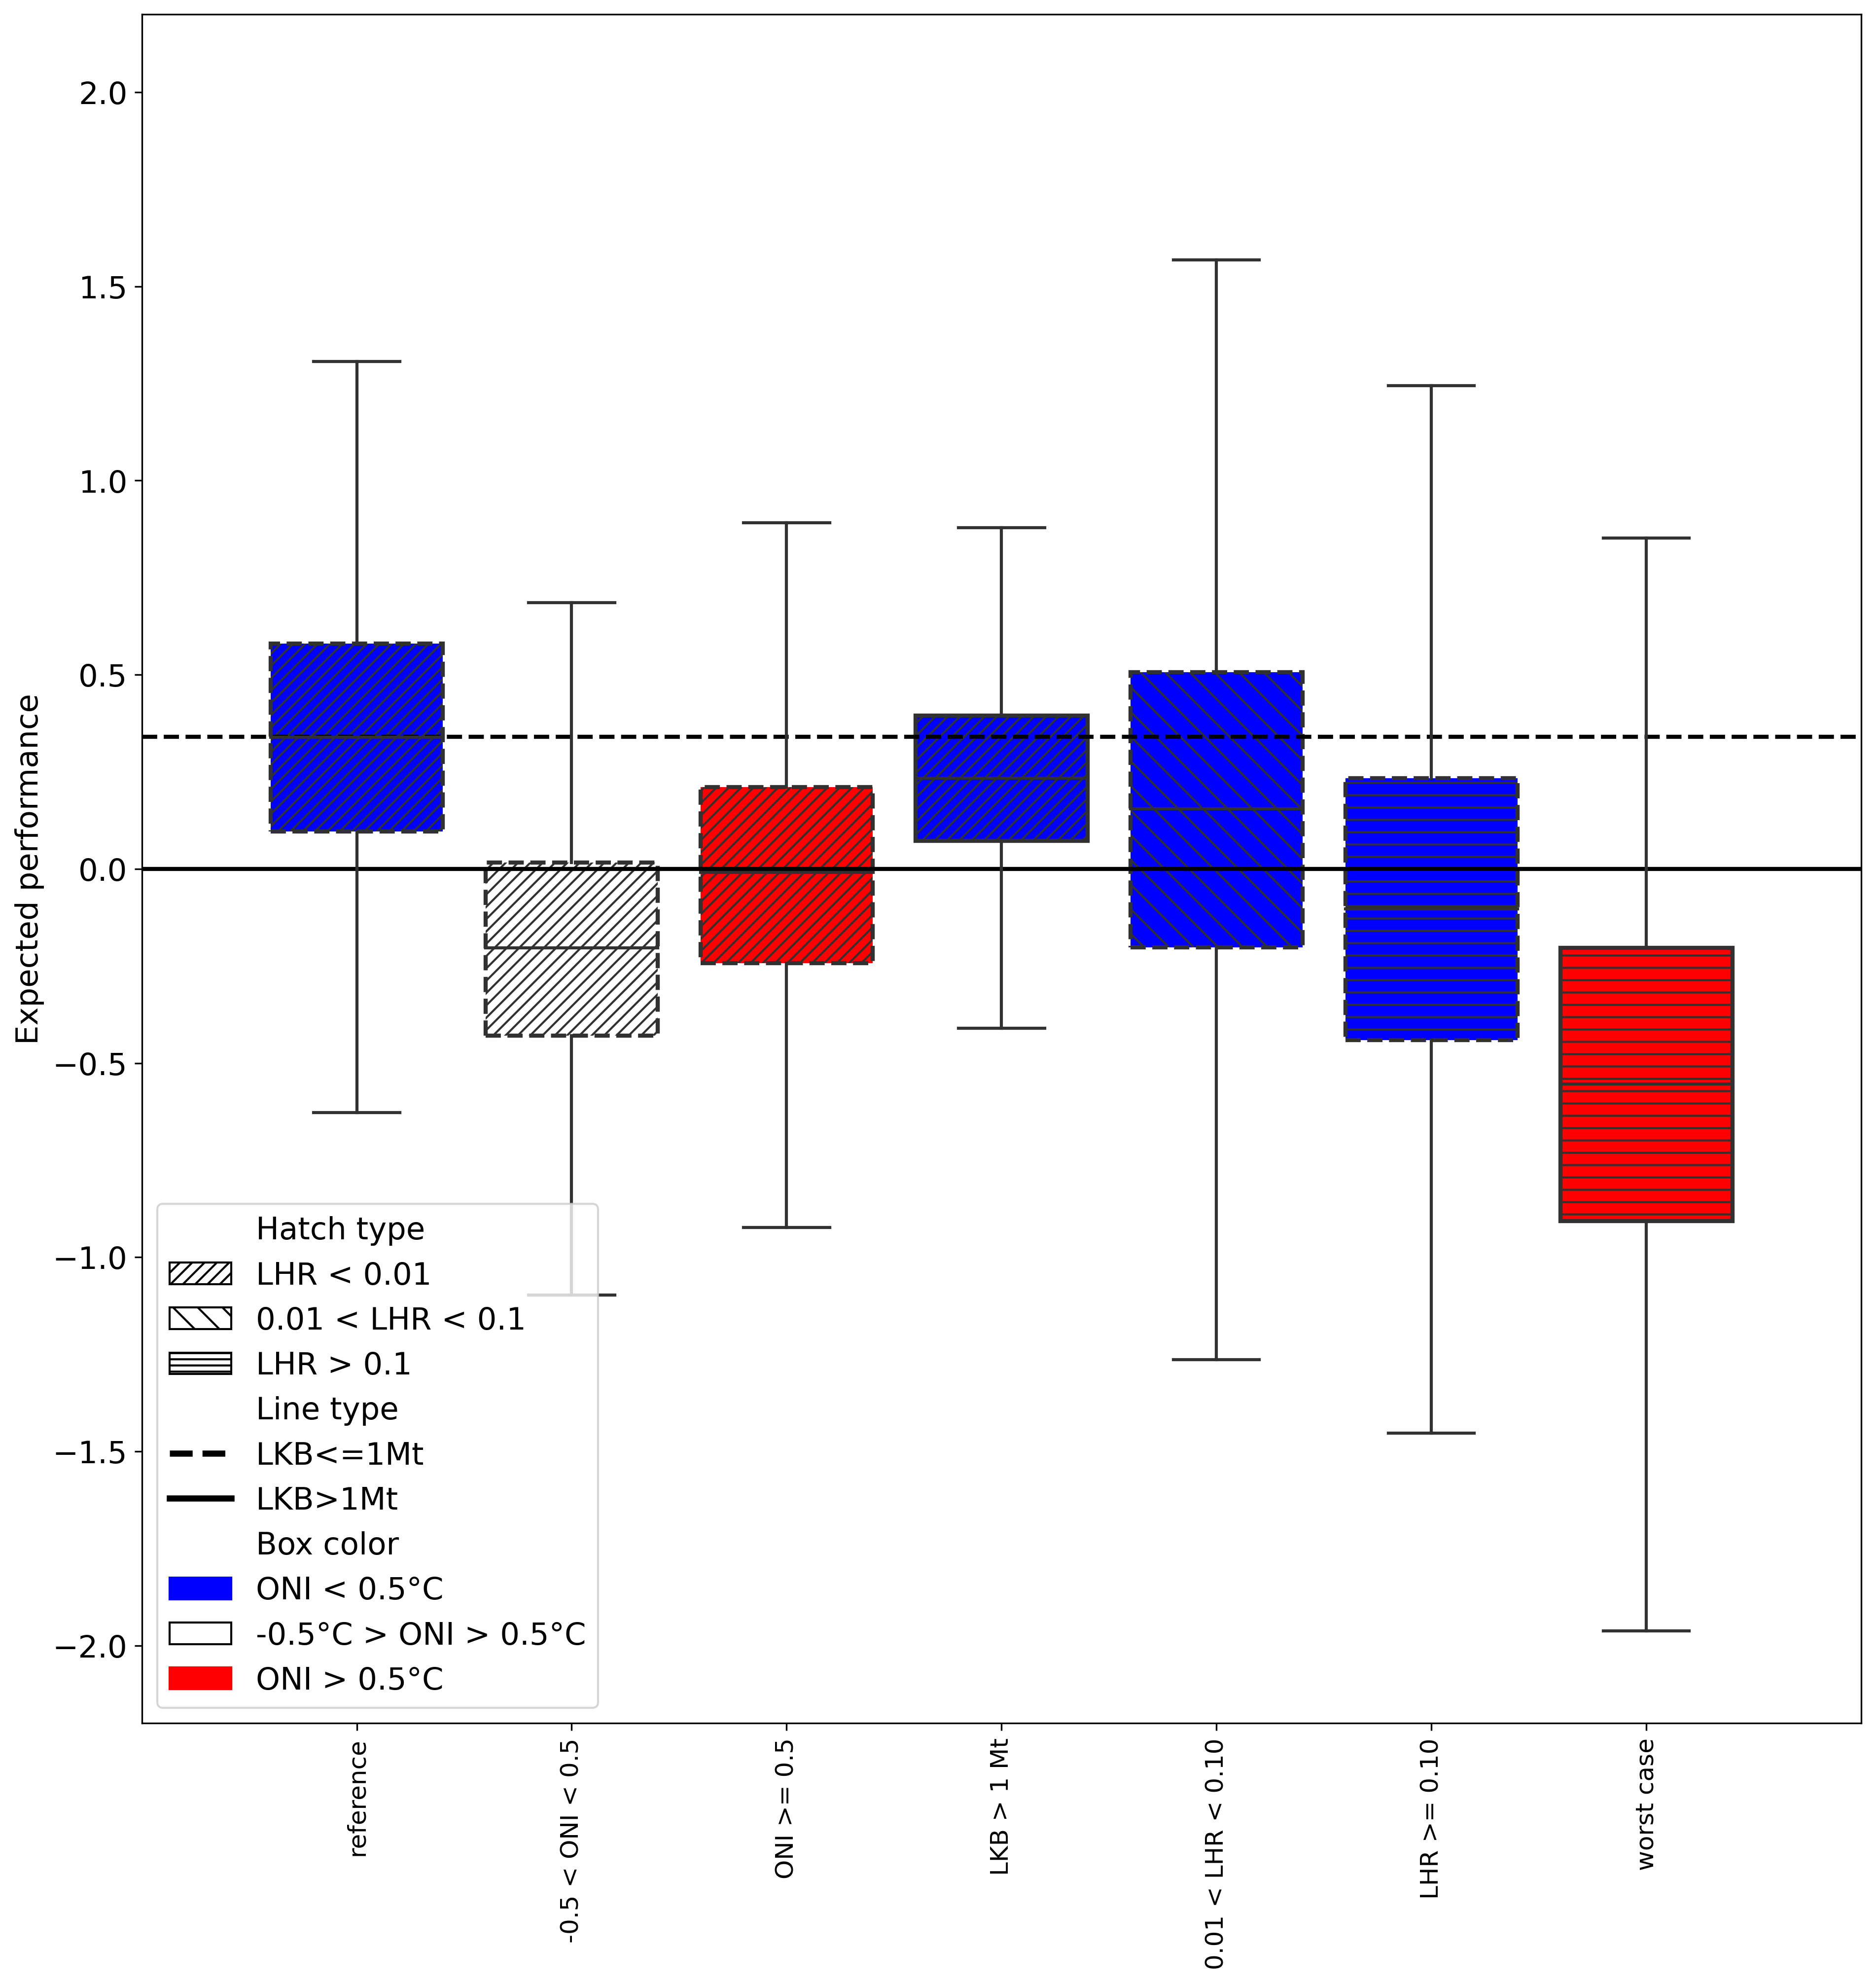 2.0
1.5
1.0
0.5
0.0
−0.5
−1.0
−1.5
−2.0
Expected performance
Hatch type
LHR < 0.01
0.01 < LHR < 0.1
LHR > 0.1
Line type
LKB<=1Mt
LKB>1Mt
Box color
ONI < 0.5°C
-0.5°C > ONI > 0.5°C
ONI > 0.5°C
reference
-0.5 < ONI < 0.5
ONI >= 0.5
LKB > 1 Mt
0.01 < LHR < 0.10
LHR >= 0.10
worst case